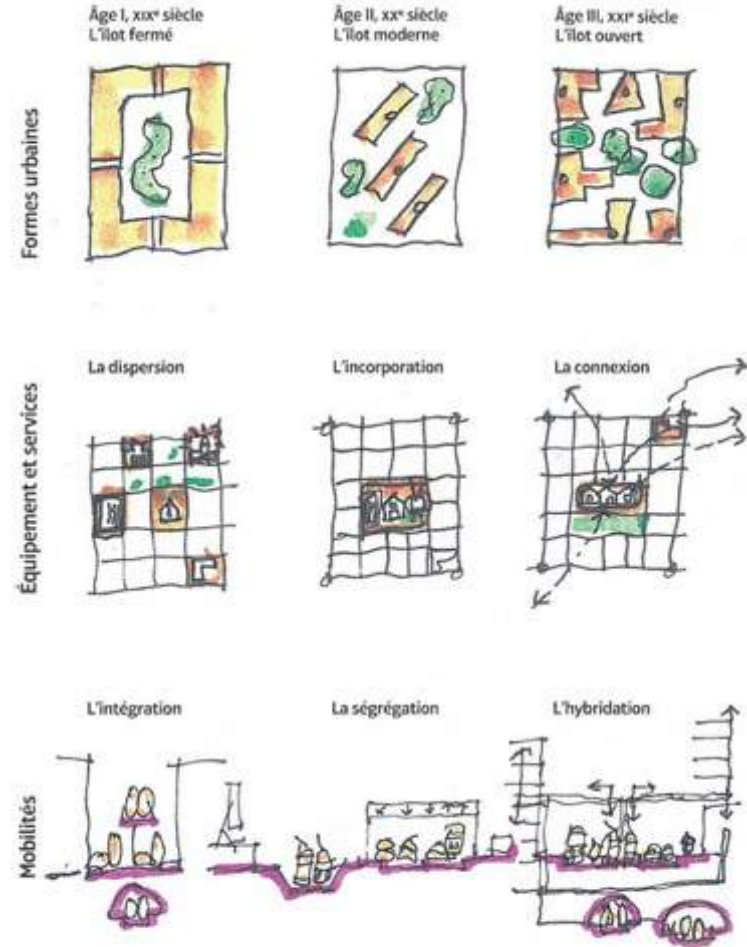 Âge I, XIXᵉ siècle
L'îlot fermé
Âge II, XXᵉ siècle
L'îlot moderne
Âge III, XXIᵉ siècle
L'îlot ouvert
Formes urbaines
La dispersion
L'incorporation
La connexion
Équipement et services
L'intégration
La ségrégation
L'hybridation
Mobilités